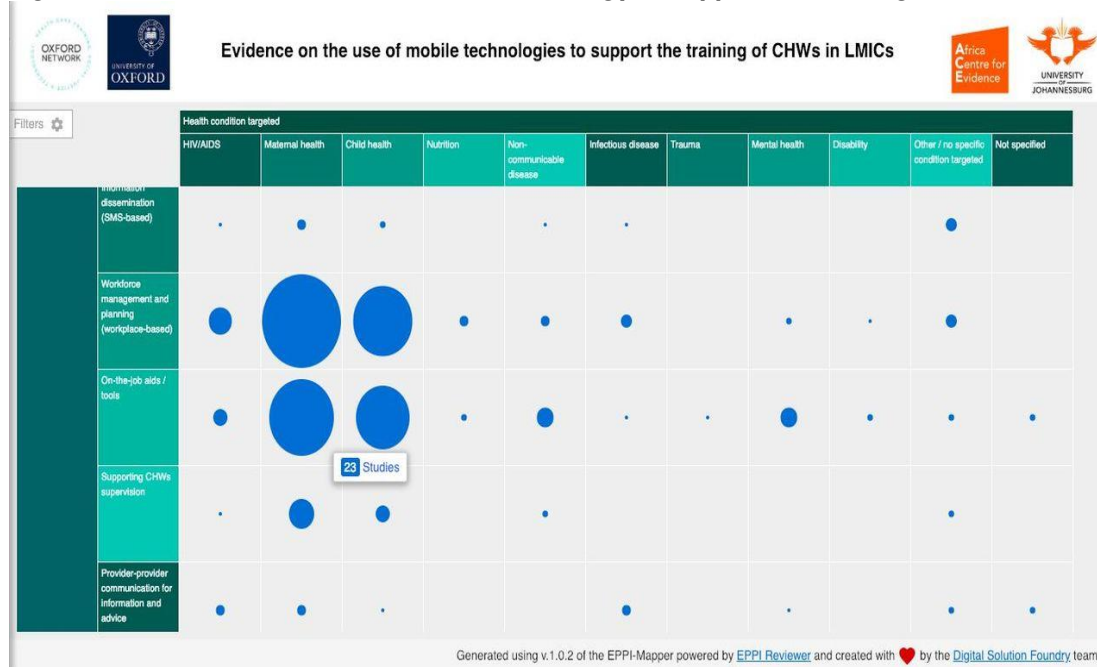 OXFORD
NETWORK
UNIVERSITY OF
OXFORD
Evidence on the use of mobile technologies to support the training of CHWs in LMICs
Africa
Centre for
Evidence
UNIVERSITY
OF
JOHANNESBURG
Filters
Health condition targeted
HIV/AIDS
Maternal health
Child health
Nutrition
Non-
communicable
disease
Infectious disease
Trauma
Mental health
Disability
Other / no specific
condition targeted
Not specified
information
dissemination
(SMS-based)
Workforce
management and
planning
(workplace-based)
On-the-job aids /
tools
23 Studies
Supporting CHWs
supervision
Provider-provider
communication for
information and
advice
Generated using v.1.0.2 of the EPPI-Mapper powered by EPPI Reviewer and created with by the Digital Solution Foundry team